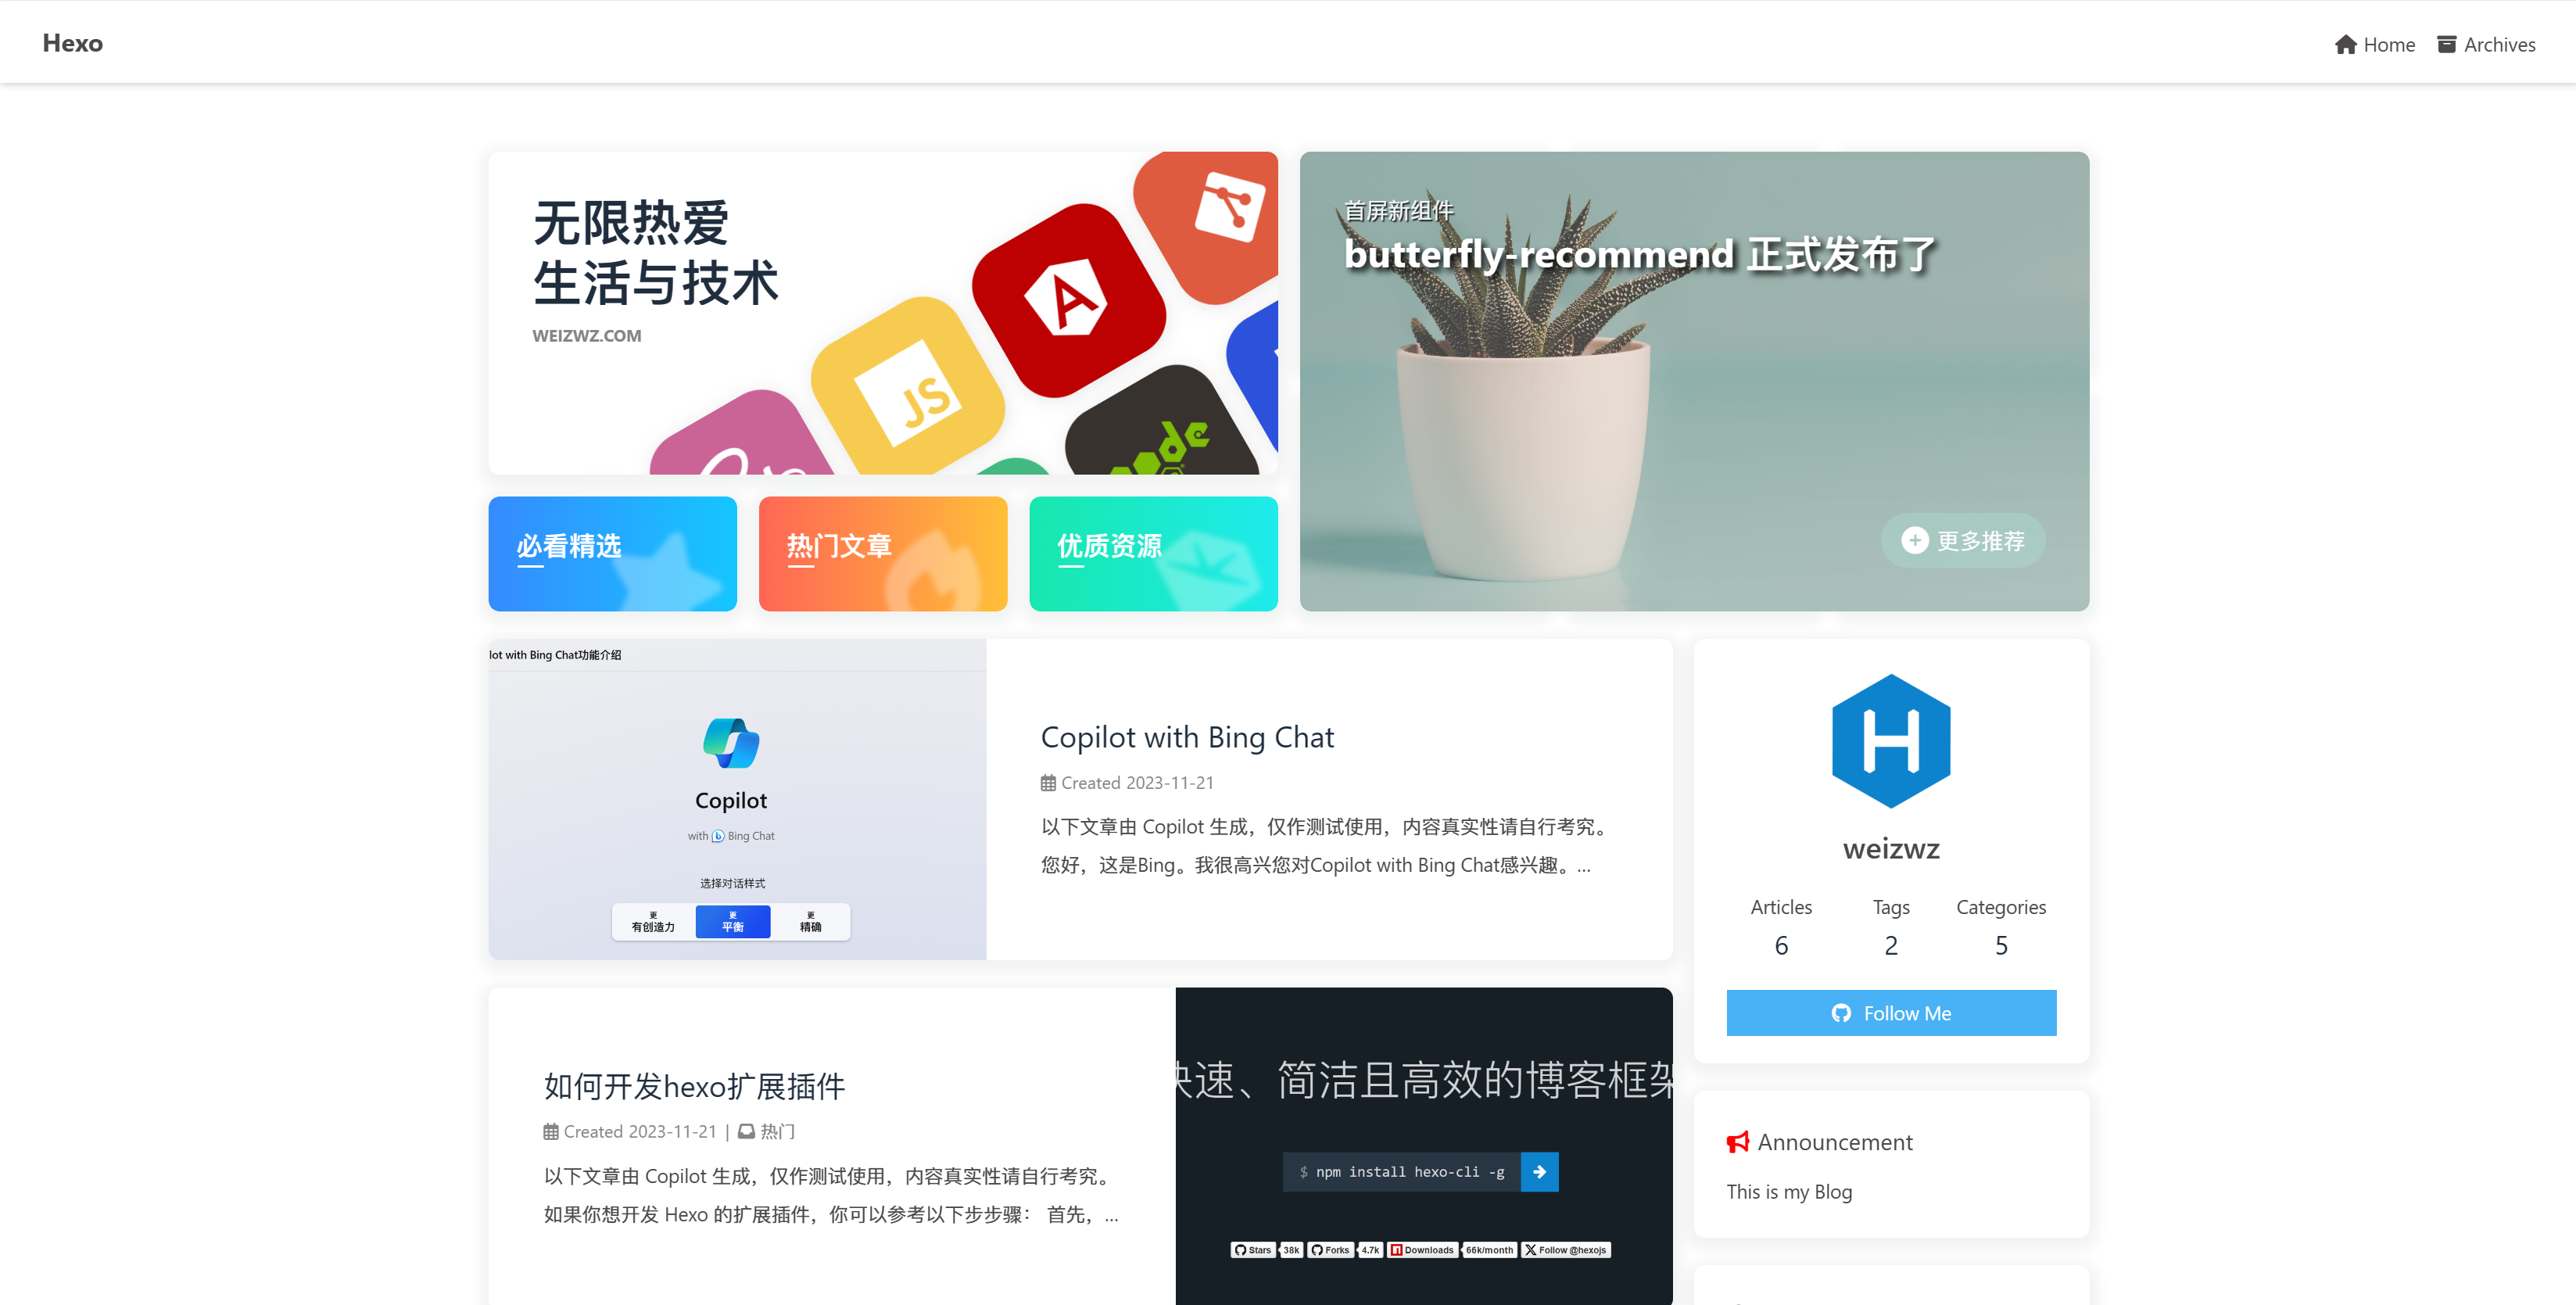 Hexo
Home
Archives
无限热爱
生活与技术
WEIZWZ.COM
JS
首屏新组件
butterfly-recommend 正式发布了
更多推荐
必看精选
热门文章
优质资源
lot with Bing Chat功能介绍
Copilot
with Bing Chat
选择对话样式
更
有创造力
更
平衡
更
精确
Copilot with Bing Chat
Created 2023-11-21
以下文章由 Copilot 生成，仅作测试使用，内容真实性请自行考究。
您好，这是Bing。我很高兴您对Copilot with Bing Chat感兴趣。...
weizwz
Articles
6
Tags
2
Categories
5
Follow Me
如何开发hexo扩展插件
Created 2023-11-21 | 热门
以下文章由 Copilot 生成，仅作测试使用，内容真实性请自行考究。
如果你想开发 Hexo 的扩展插件，你可以参考以下步步骤： 首先，...
速、简洁且高效的博客框架
$ npm install hexo-cli -g
Stars 38k Forks 4.7k Downloads 66k/month Follow @hexojs
Announcement
This is my Blog